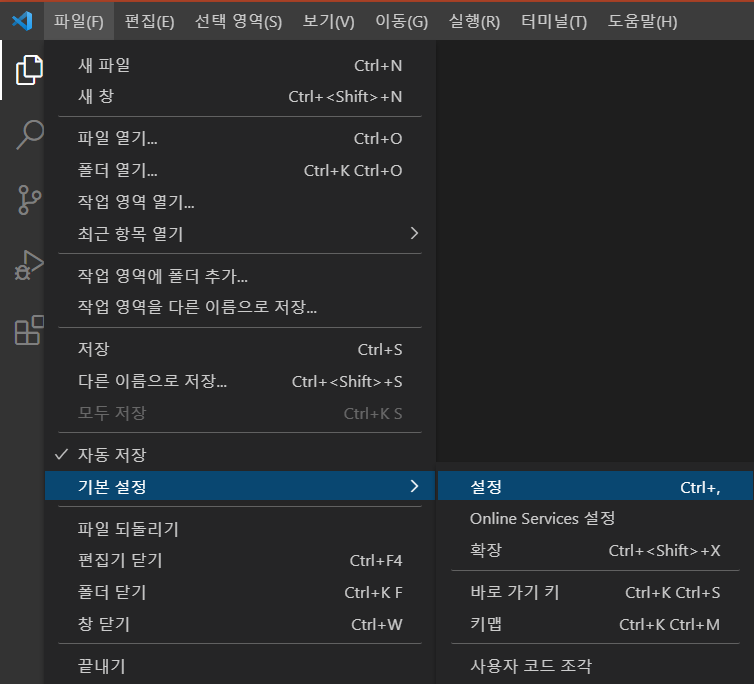 파일(F) 편집(E) 선택 영역(S) 보기(V) 이동(G) 실행(R) 터미널(T) 도움말(H)
새 파일 Ctrl+N
새 창 Ctrl+<Shift>+N
파일 열기... Ctrl+O
폴더 열기... Ctrl+K Ctrl+O
작업 영역 열기...
최근 항목 열기
작업 영역에 폴더 추가...
작업 영역을 다른 이름으로 저장...
저장 Ctrl+S
다른 이름으로 저장... Ctrl+<Shift>+S
모두 저장 Ctrl+K S
자동 저장
기본 설정
파일 되돌리기
편집기 닫기 Ctrl+F4
폴더 닫기 Ctrl+K F
창 닫기 Ctrl+W
끝내기
설정 Ctrl+,
Online Services 설정
확장 Ctrl+<Shift>+X
바로 가기 키 Ctrl+K Ctrl+S
키맵 Ctrl+K Ctrl+M
사용자 코드 조각